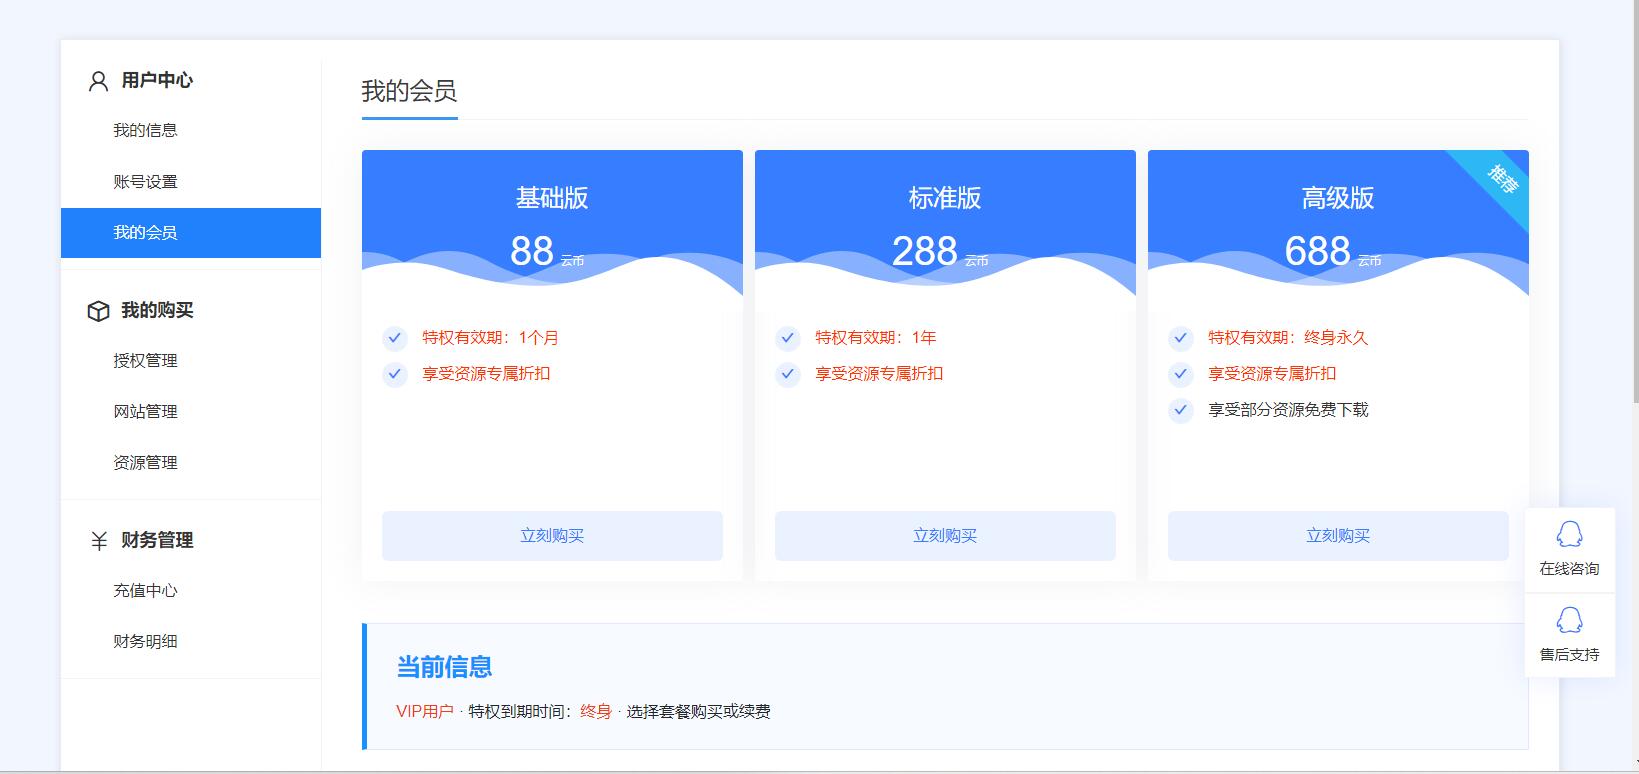 用户中心
我的信息
账号设置
我的会员
我的购买
授权管理
网站管理
资源管理
财务管理
充值中心
财务明细
我的会员
基础版
88 云币
特权有效期：1个月
享受资源专属折扣
立刻购买
标准版
288 云币
特权有效期：1年
享受资源专属折扣
立刻购买
推荐
高级版
688 云币
特权有效期：终身永久
享受资源专属折扣
享受部分资源免费下载
立刻购买
当前信息
VIP用户 · 特权到期时间：终身 · 选择套餐购买或续费
在线咨询
售后支持